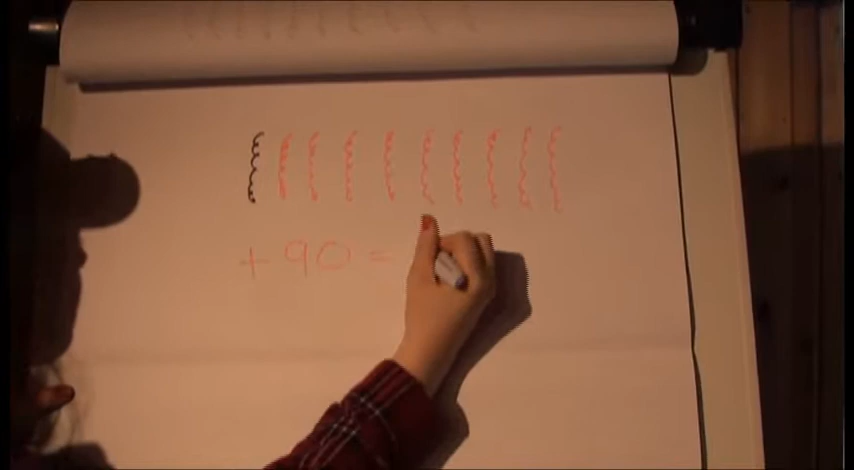 + 90 =